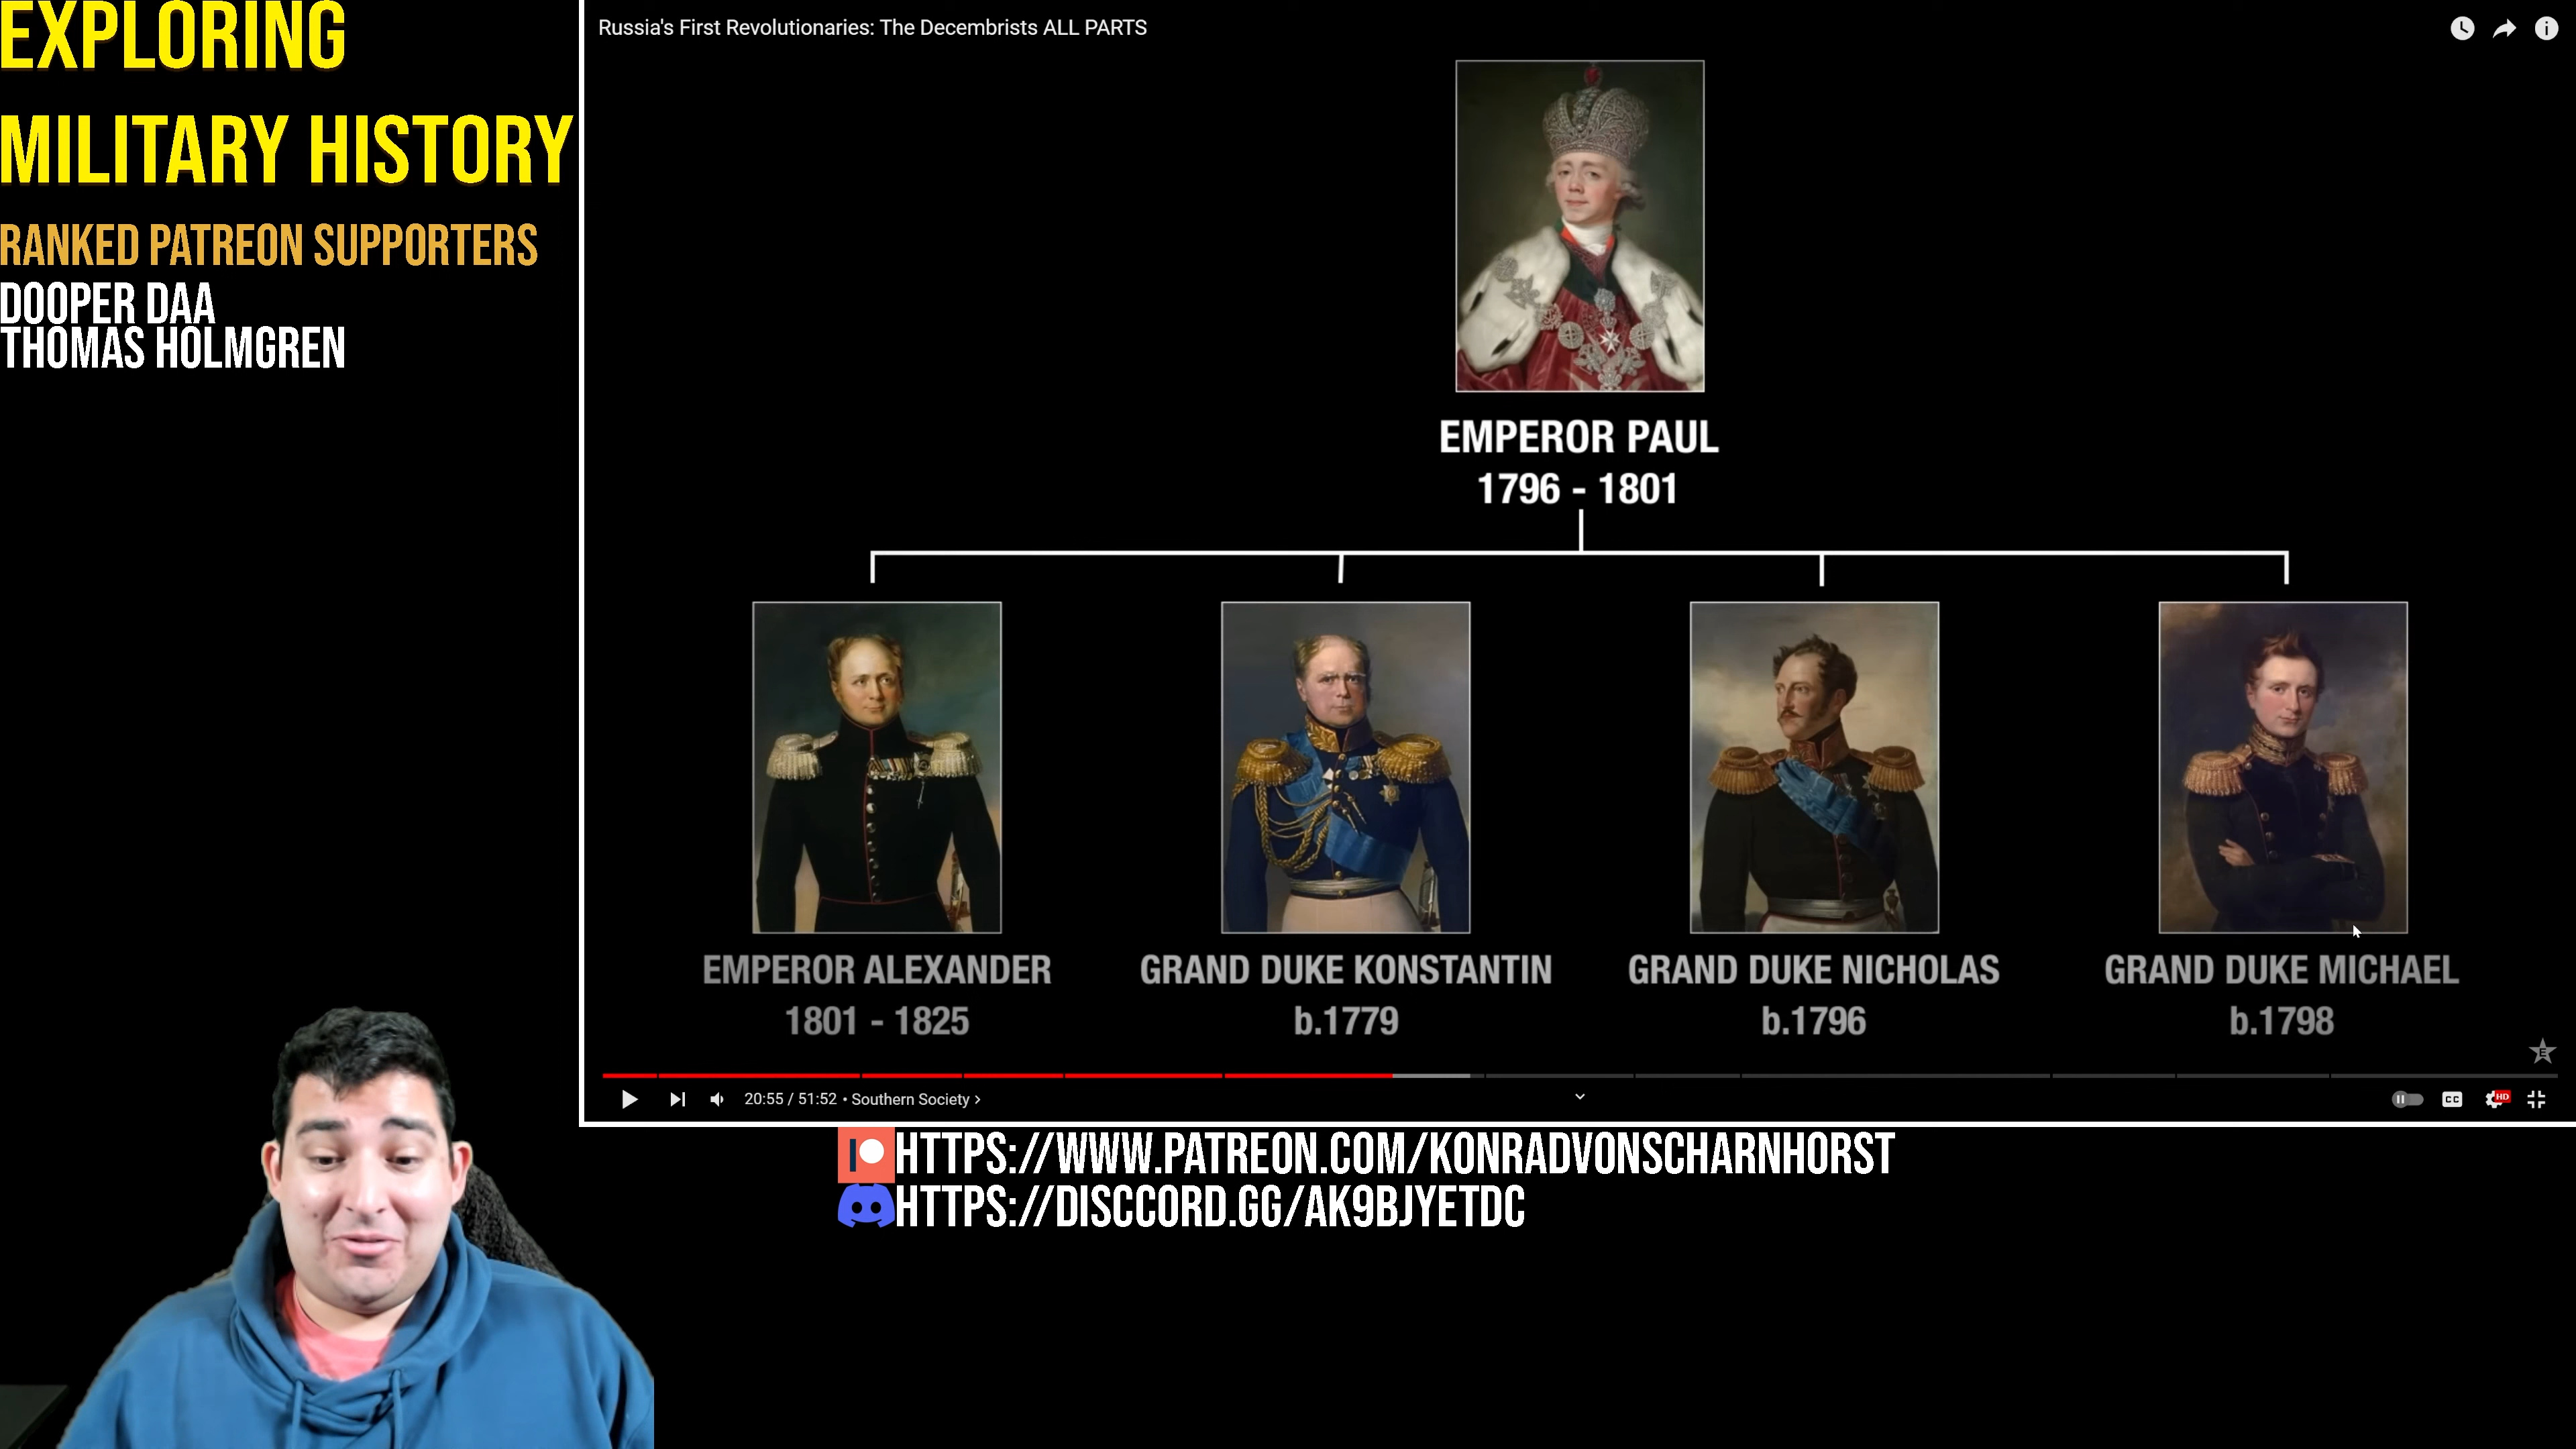 EXPLORING
MILITARY HISTORY
RANKED PATREON SUPPORTERS
DOOPER DAA
THOMAS HOLMGREN
Russia's First Revolutionaries: The Decembrists ALL PARTS
EMPEROR PAUL
1796 - 1801
EMPEROR ALEXANDER
1801 - 1825
GRAND DUKE KONSTANTIN
b.1779
GRAND DUKE NICHOLAS
b.1796
GRAND DUKE MICHAEL
b.1798
E
20:55 / 51:52 • Southern Society ›
CC
HD
HTTPS://WWW.PATREON.COM/KONRADVONSCHARNHORST
HTTPS://DISCCORD.GG/AK9BJYETDC